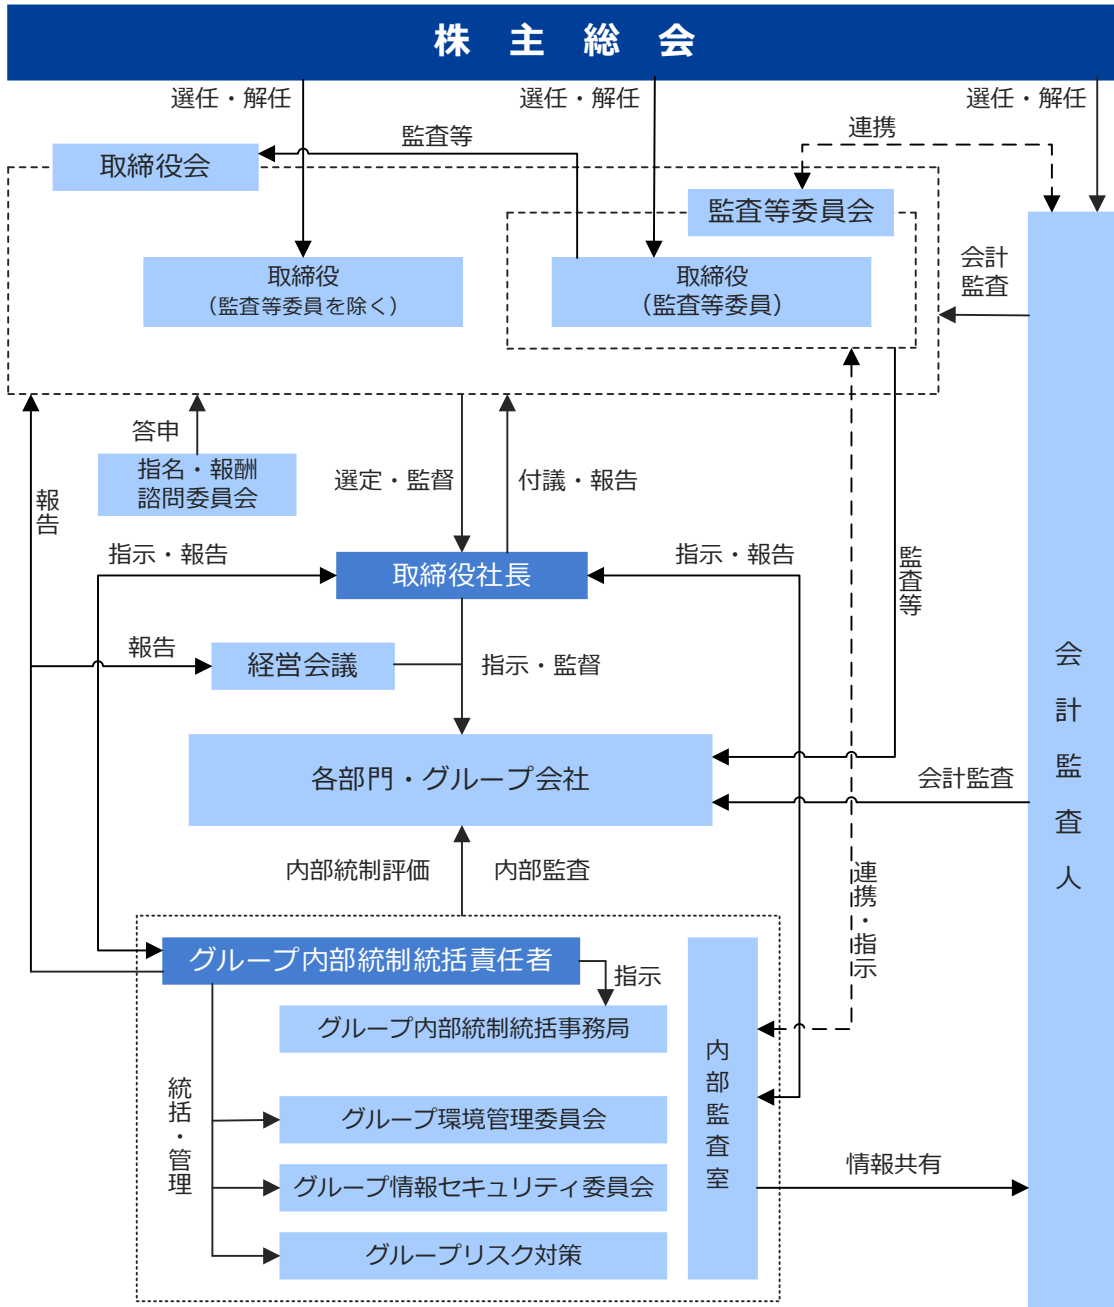 株主総会
選任・解任
選任・解任
選任・解任
連携
監査等
取締役会
監査等委員会
取締役
（監査等委員を除く）
取締役
（監査等委員）
会計
監査
答申
指名・報酬
諮問委員会
報告
選定・監督
付議・報告
指示・報告
取締役社長
指示・報告
監査等
報告
経営会議
指示・監督
会計監査人
各部門・グループ会社
会計監査
内部統制評価
内部監査
連携・指示
グループ内部統制統括責任者
指示
グループ内部統制統括事務局
内部監査室
統括・管理
グループ環境管理委員会
グループ情報セキュリティ委員会
情報共有
グループリスク対策